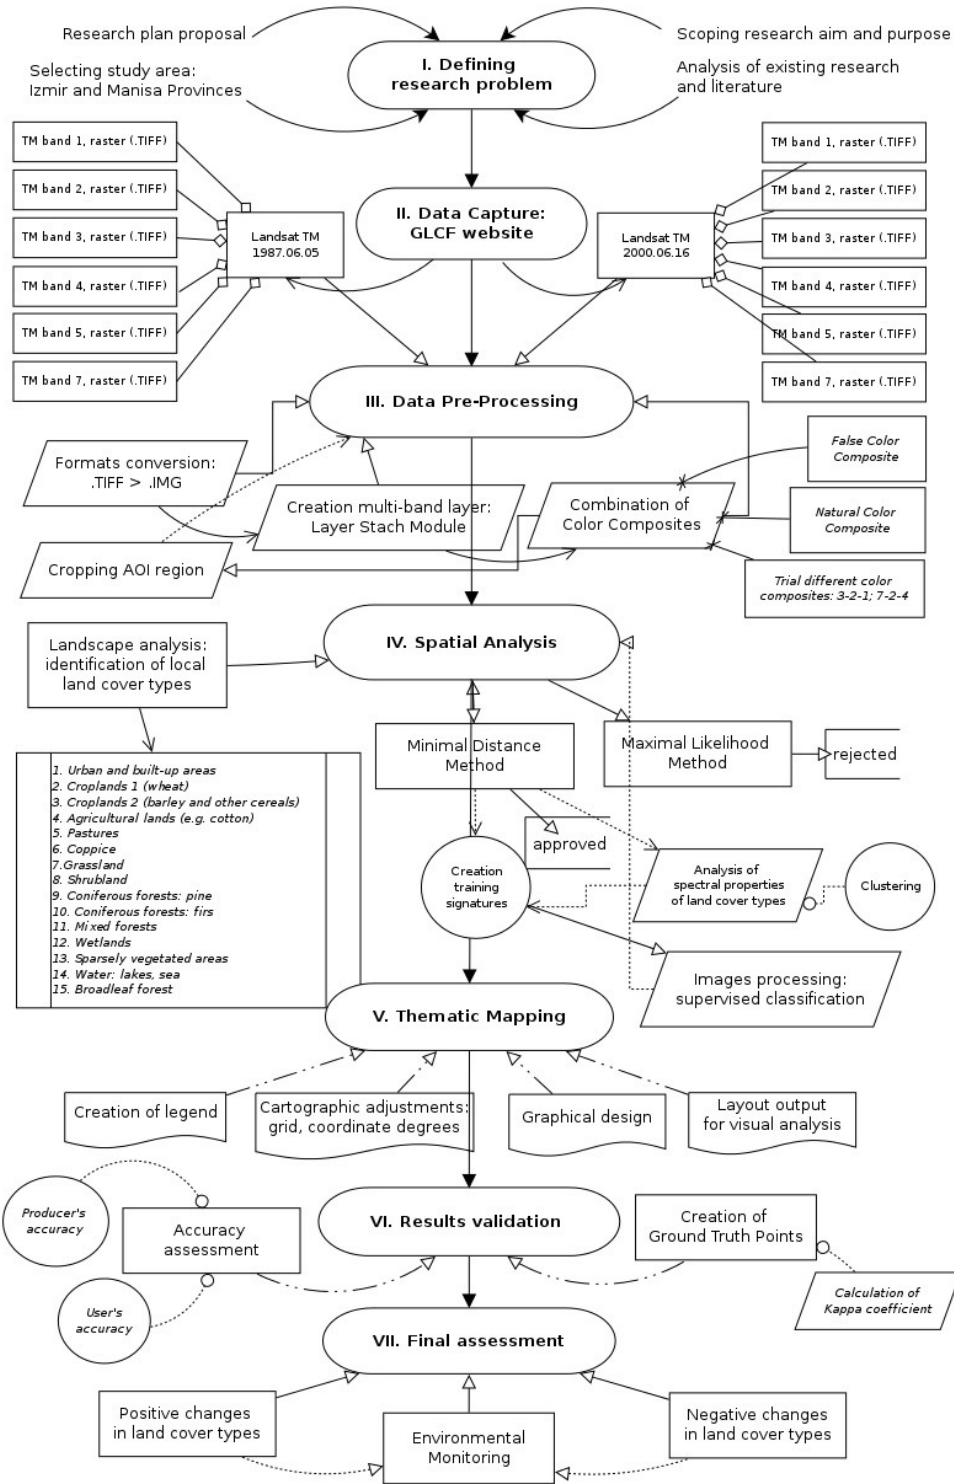 Research plan proposal
Scoping research aim and purpose
I. Defining
research problem
Selecting study area:
Izmir and Manisa Provinces
Analysis of existing research
and literature
TM band 1, raster (.TIFF)
TM band 2, raster (.TIFF)
TM band 3, raster (.TIFF)
TM band 4, raster (.TIFF)
TM band 5, raster (.TIFF)
TM band 7, raster (.TIFF)
Landsat TM
1987.06.05
II. Data Capture:
GLCF website
Landsat TM
2000.06.16
TM band 1, raster (.TIFF)
TM band 2, raster (.TIFF)
TM band 3, raster (.TIFF)
TM band 4, raster (.TIFF)
TM band 5, raster (.TIFF)
TM band 7, raster (.TIFF)
III. Data Pre-Processing
Formats conversion:
.TIFF > .IMG
Creation multi-band layer:
Layer Stach Module
Combination of
Color Composites
False Color
Composite
Natural Color
Composite
Trial different color
composites: 3-2-1; 7-2-4
Cropping AOI region
IV. Spatial Analysis
Landscape analysis:
identification of local
land cover types
Minimal Distance
Method
Maximal Likelihood
Method
rejected
1. Urban and built-up areas
2. Croplands 1 (wheat)
3. Croplands 2 (barley and other cereals)
4. Agricultural lands (e.g. cotton)
5. Pastures
6. Coppice
7.Grassland
8. Shrubland
9. Coniferous forests: pine
10. Coniferous forests: firs
11. Mixed forests
12. Wetlands
13. Sparsely vegetated areas
14. Water: lakes, sea
15. Broadleaf forest
approved
Creation
training
signatures
Analysis of
spectral properties
of land cover types
Clustering
Images processing:
supervised classification
V. Thematic Mapping
Creation of legend
Cartographic adjustments:
grid, coordinate degrees
Graphical design
Layout output
for visual analysis
Producer's
accuracy
Accuracy
assessment
User's
accuracy
VI. Results validation
Creation of
Ground Truth Points
Calculation of
Kappa coefficient
VII. Final assessment
Positive changes
in land cover types
Environmental
Monitoring
Negative changes
in land cover types